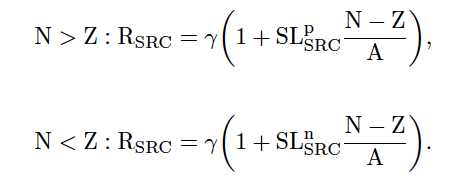 N > Z : R_SRC = γ(1 + SL^p_SRC (N − Z)/A),
N < Z : R_SRC = γ(1 + SL^n_SRC (N − Z)/A).